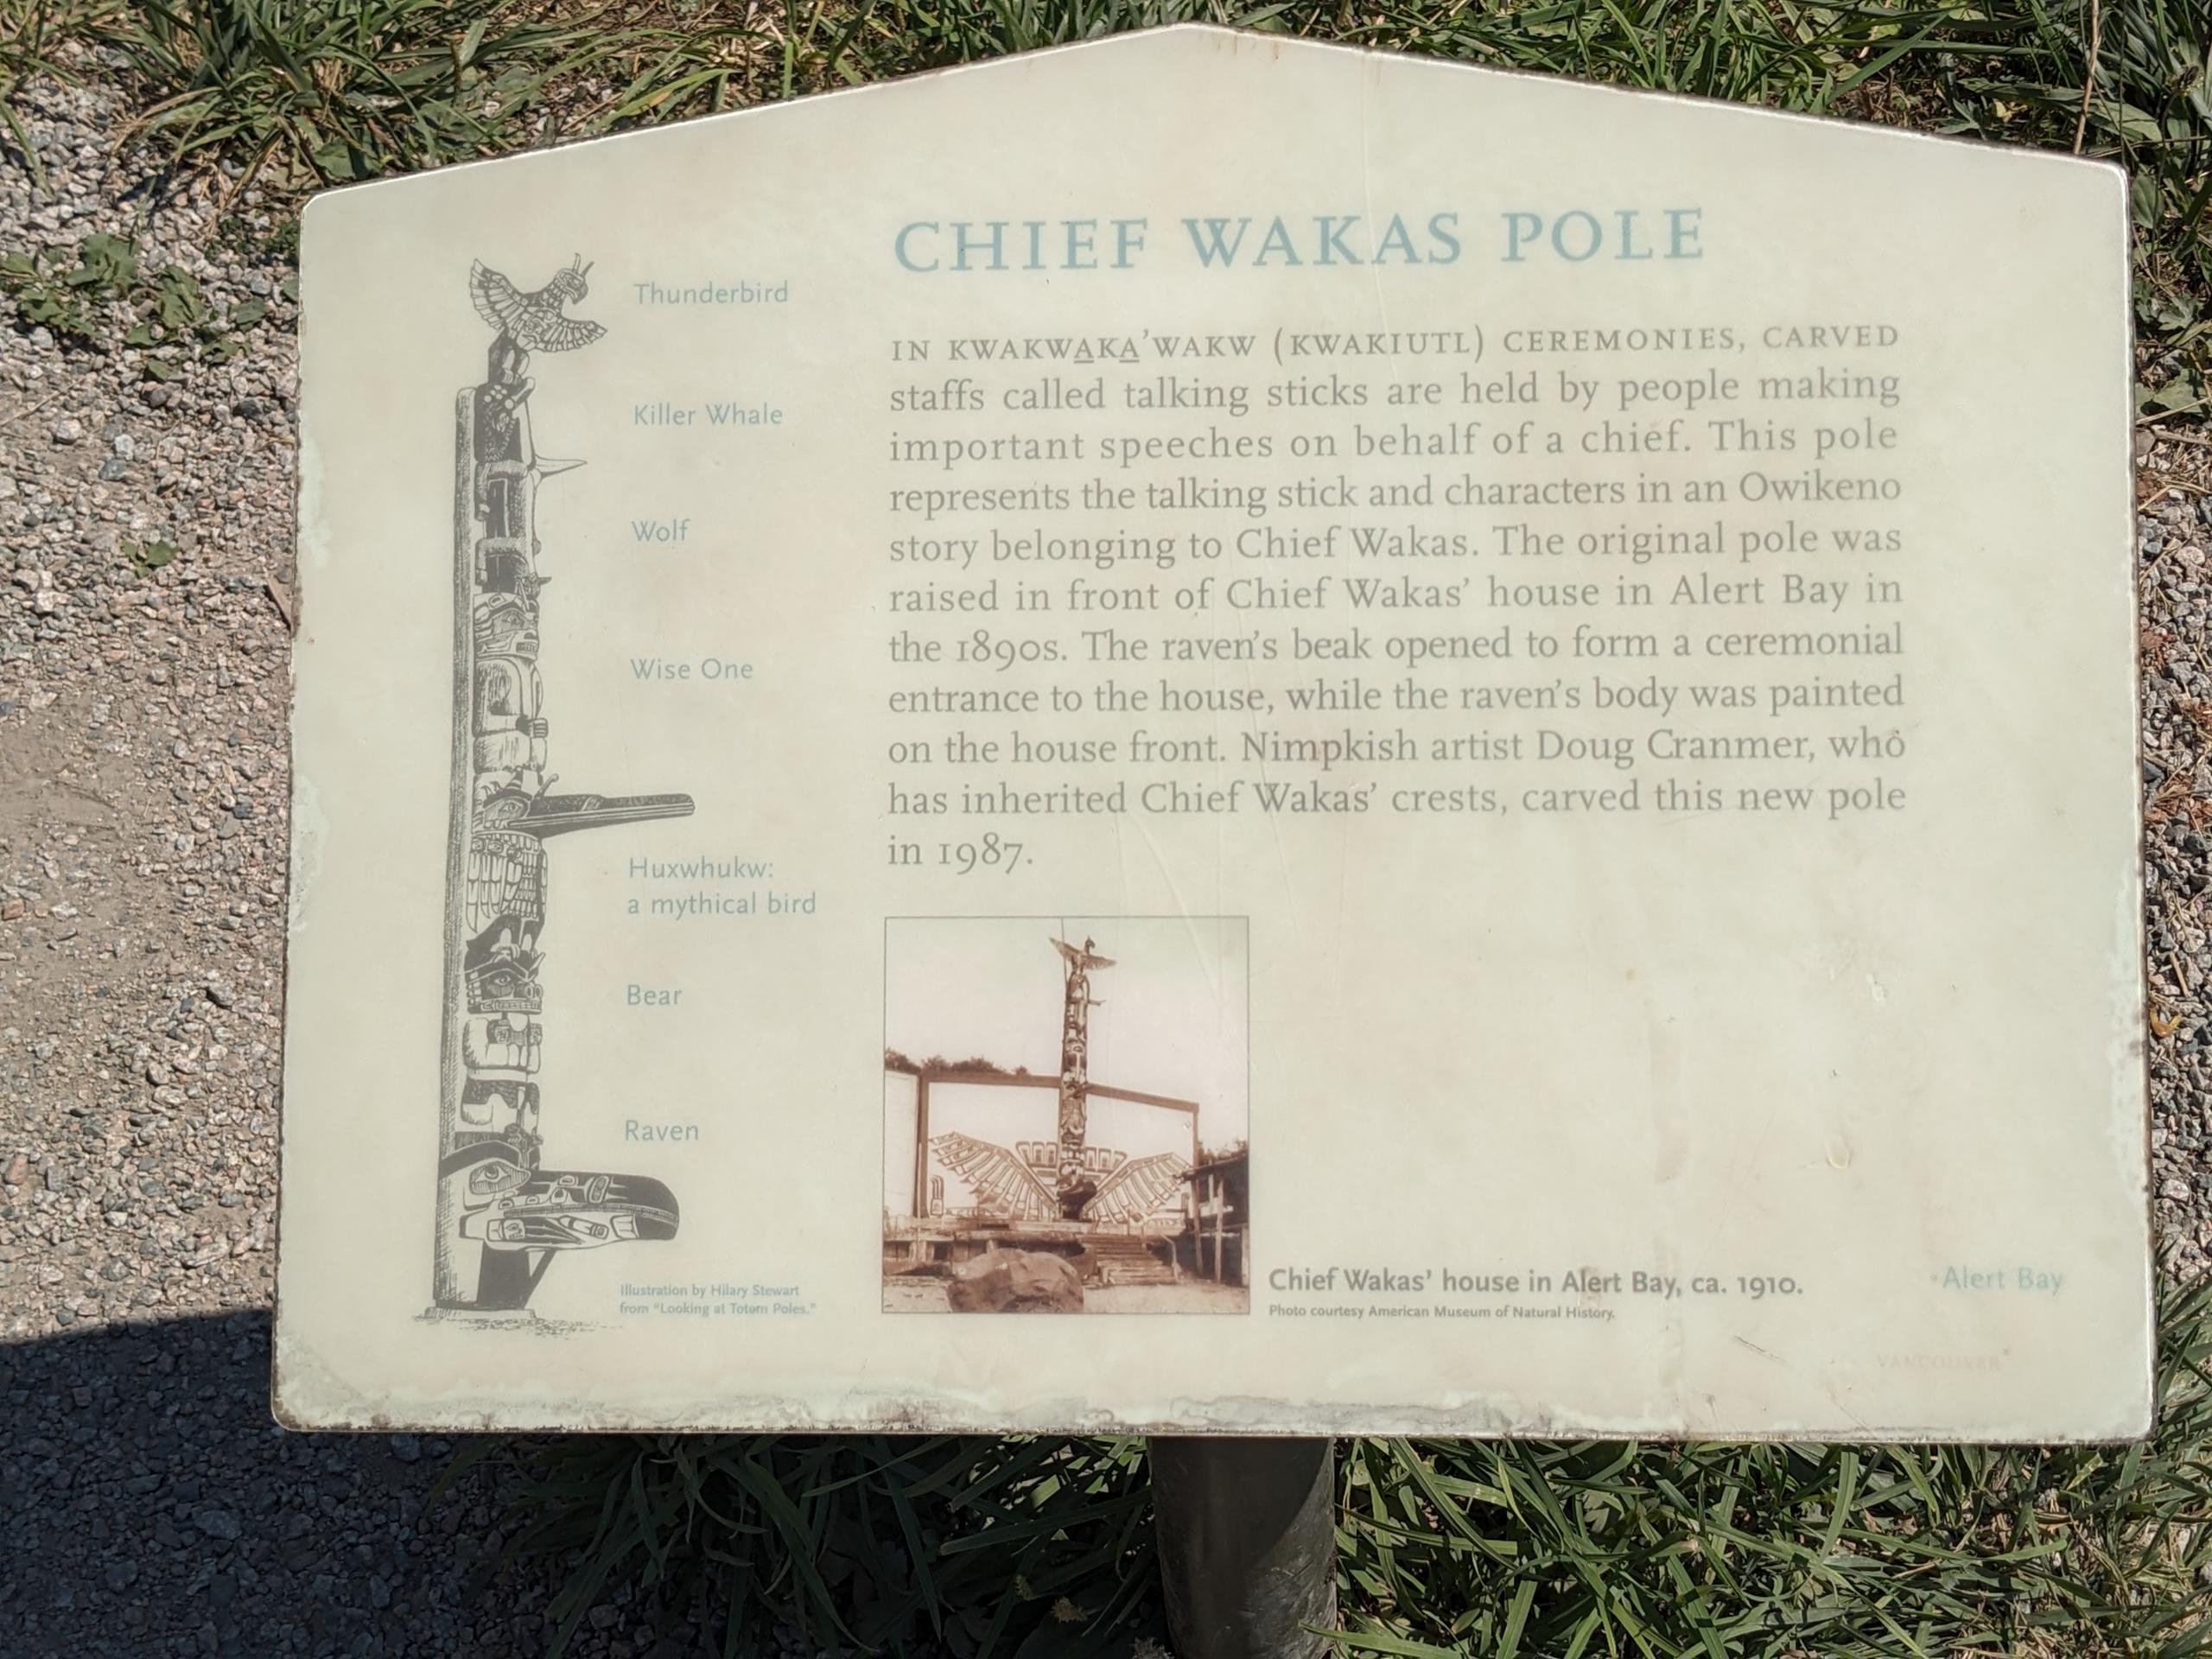 CHIEF WAKAS POLE
IN KWAKWA̲KA̲'WAKW (KWAKIUTL) CEREMONIES, CARVED
staffs called talking sticks are held by people making
important speeches on behalf of a chief. This pole
represents the talking stick and characters in an Owikeno
story belonging to Chief Wakas. The original pole was
raised in front of Chief Wakas' house in Alert Bay in
the 1890s. The raven's beak opened to form a ceremonial
entrance to the house, while the raven's body was painted
on the house front. Nimpkish artist Doug Cranmer, who
has inherited Chief Wakas' crests, carved this new pole
in 1987.
Thunderbird
Killer Whale
Wolf
Wise One
Huxwhukw:
a mythical bird
Bear
Raven
Illustration by Hilary Stewart
from "Looking at Totem Poles."
Chief Wakas' house in Alert Bay, ca. 1910.
Photo courtesy American Museum of Natural History.
Alert Bay
VANCOUVER